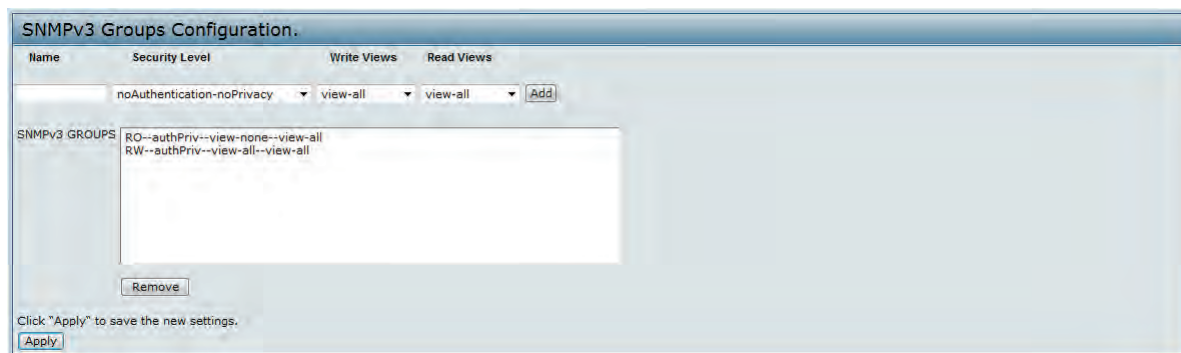 SNMPv3 Groups Configuration.
Name Security Level Write Views Read Views
noAuthentication-noPrivacy view-all view-all Add
SNMPv3 GROUPS
RO--authPriv--view-none--view-all
RW--authPriv--view-all--view-all
Remove
Click "Apply" to save the new settings.
Apply